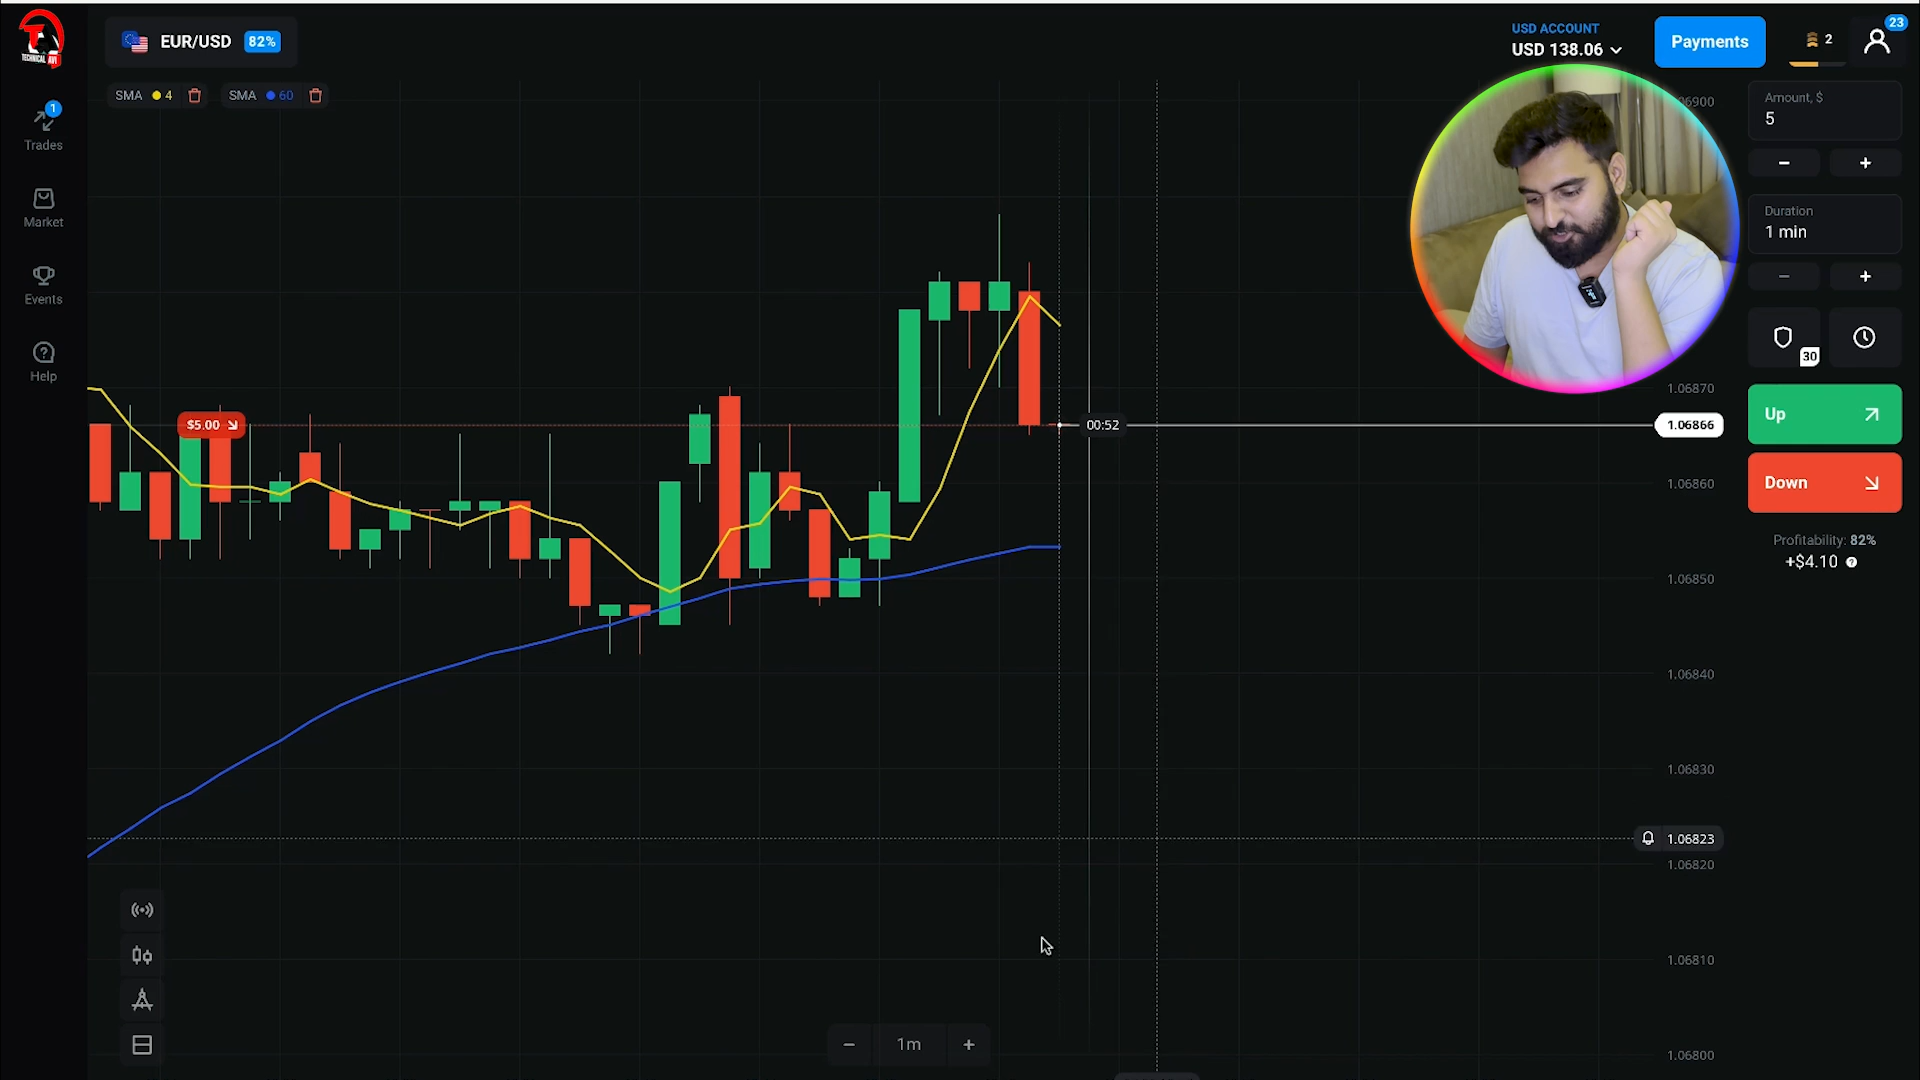 TECHNICAL AVI
EUR/USD 82%
USD ACCOUNT
USD 138.06
Payments
2
23
SMA 4
SMA 60
1
Trades
Market
Events
Help
Amount, $
5
Duration
1 min
30
Up
Down
Profitability: 82%
+$4.10
$5.00
00:52
1.06866
1.06870
1.06860
1.06850
1.06840
1.06830
1.06823
1.06820
1.06810
1.06800
1m